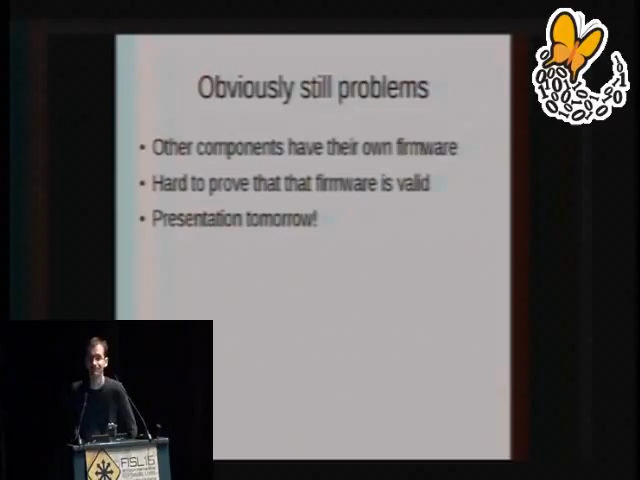 Obviously still problems
• Other components have their own firmware
• Hard to prove that that firmware is valid
• Presentation tomorrow!
FISL16